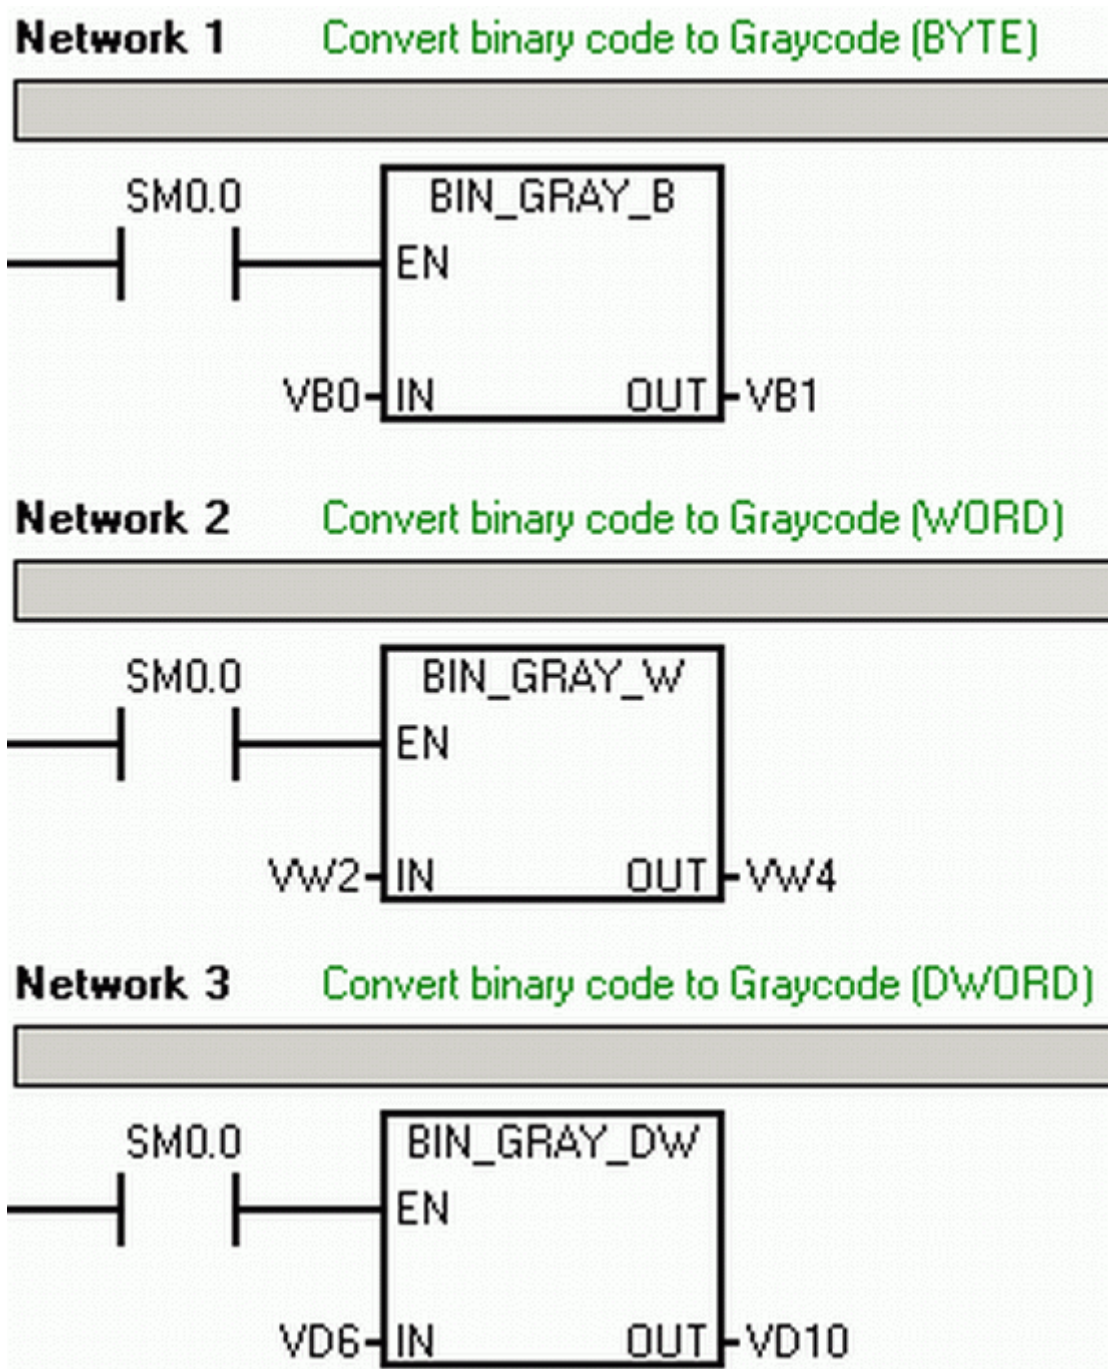 Network 1 Convert binary code to Graycode (BYTE)
SM0.0 BIN_GRAY_B
EN
VB0 IN OUT VB1
Network 2 Convert binary code to Graycode (WORD)
SM0.0 BIN_GRAY_W
EN
VW2 IN OUT VW4
Network 3 Convert binary code to Graycode (DWORD)
SM0.0 BIN_GRAY_DW
EN
VD6 IN OUT VD10